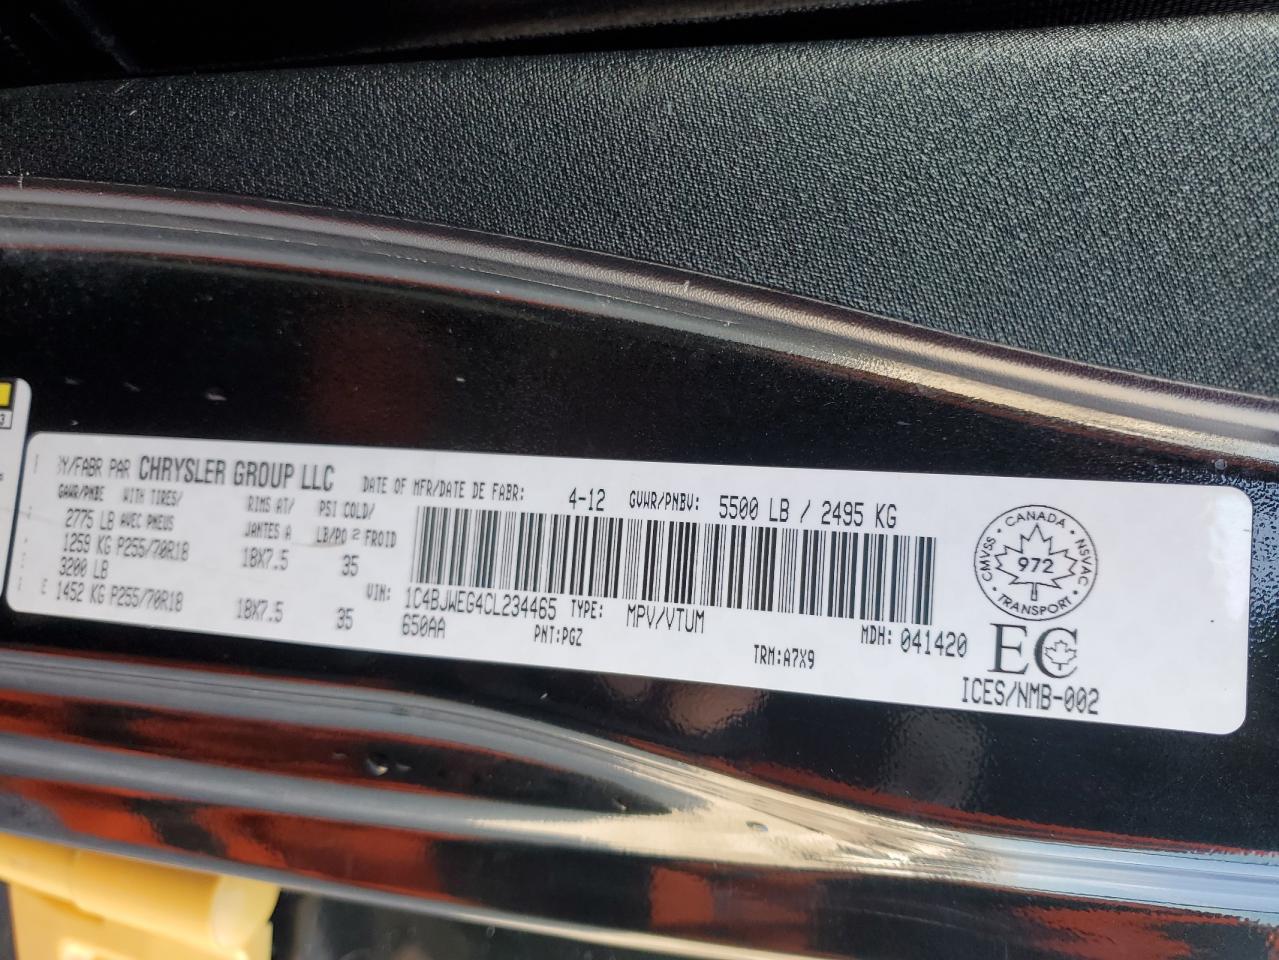 Y/FABR PAR CHRYSLER GROUP LLC DATE OF MFR/DATE DE FABR: 4-12 GVWR/PNBV: 5500 LB / 2495 KG
GAWR/PNBE WITH TIRES/ RIMS AT/ PSI COLD/
2775 LB AVEC PNEUS JANTES A LB/PO 2 FROID
1259 KG P255/70R18 18X7.5 35
3200 LB
E 1452 KG P255/70R18 18X7.5 35
VIN: 1C4BJWEG4CL234465 TYPE: MPV/VTUM MDH: 041420
650AA PNT:PGZ TRM:A7X9
CANADA
CMVSS NSVAC
972
TRANSPORT
EC
ICES/NMB-002
3